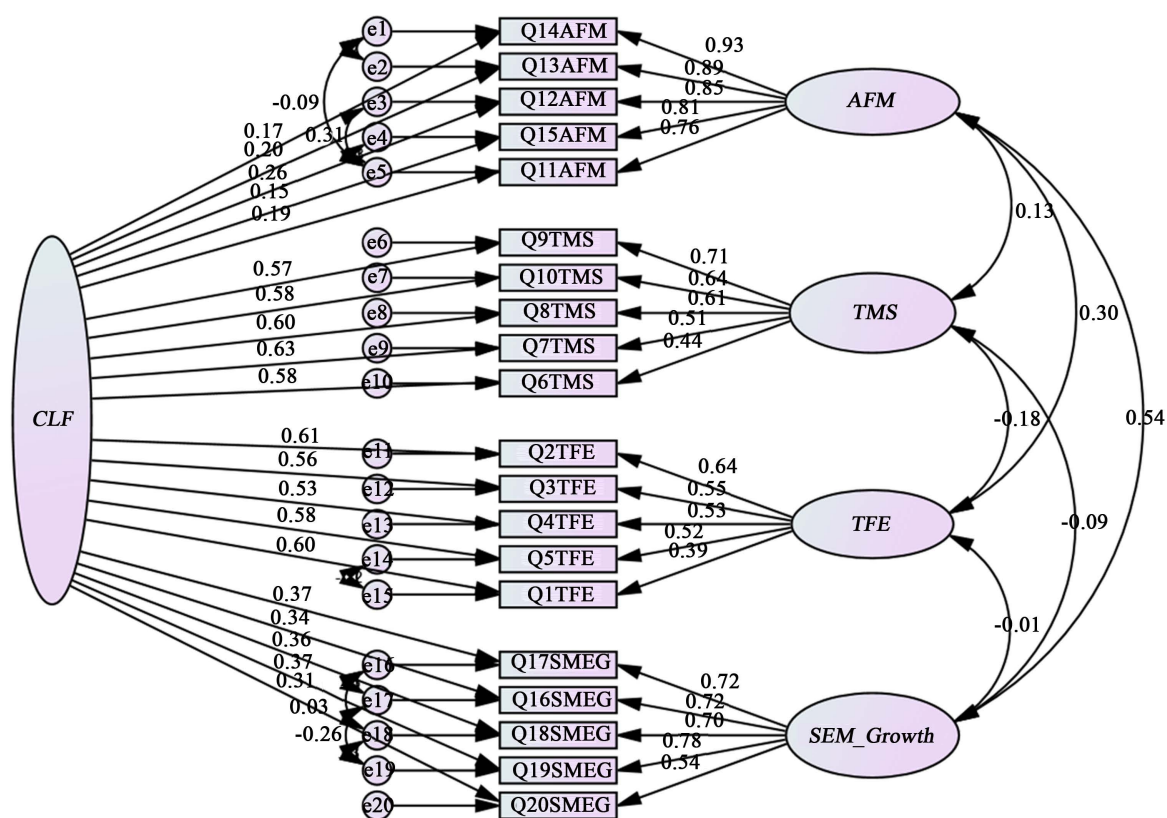 e1 Q14AFM
0.93
e2 Q13AFM
0.89
0.85
-0.09 e3 Q12AFM AFM
0.81
0.17 0.31 e4 Q15AFM 0.76
0.20
0.26 e5 Q11AFM
0.15
0.19
0.13
e6 Q9TMS
0.71
0.57 e7 Q10TMS 0.64
0.58 0.61
e8 Q8TMS TMS 0.30
0.60 0.51
0.63 e9 Q7TMS 0.44
0.58 e10 Q6TMS
CLF -0.18 0.54
0.61
e11 Q2TFE
0.56 0.64
0.53 e12 Q3TFE 0.55
0.58 0.53
e13 Q4TFE TFE -0.09
0.52
0.60 0.39
e14 Q5TFE
0.37 e15 Q1TFE
0.34 -0.01
0.36
0.37 e16 Q17SMEG
0.31 0.72
0.03 e17 Q16SMEG 0.72
0.70
-0.26 e18 Q18SMEG SEM_Growth
0.78
0.54
e19 Q19SMEG
e20 Q20SMEG